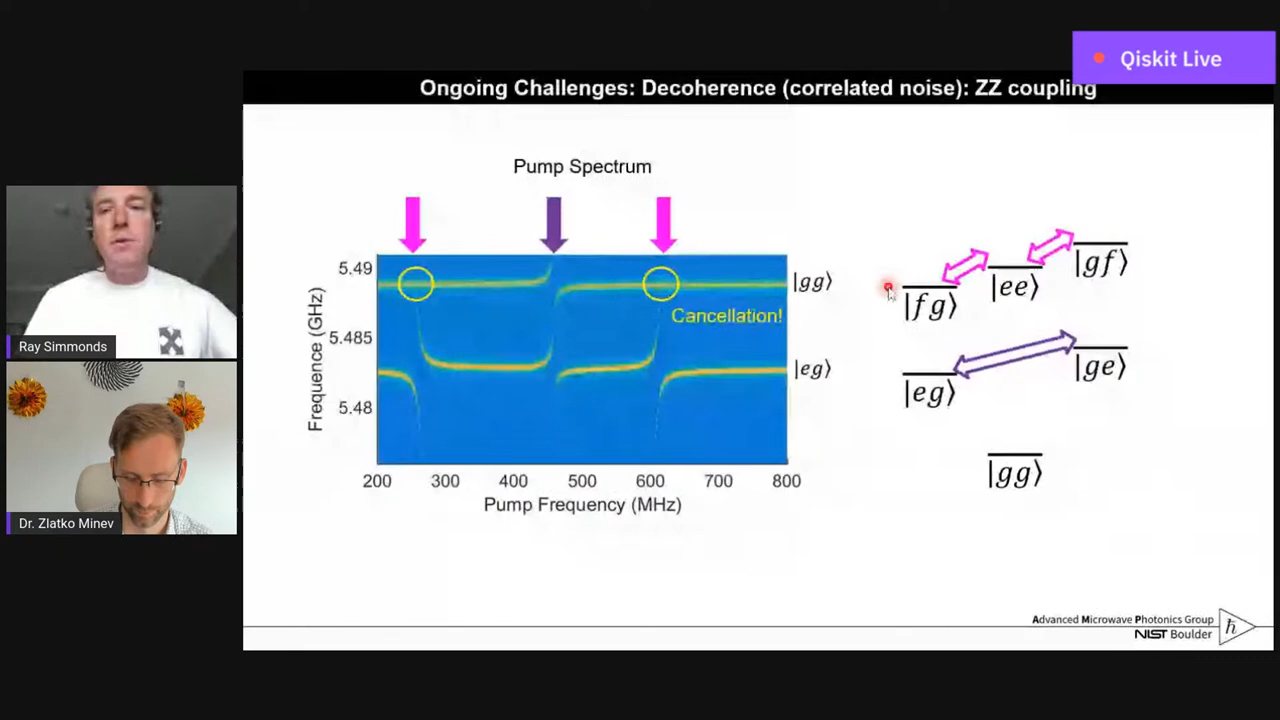 Qiskit Live
Ongoing Challenges: Decoherence (correlated noise): ZZ coupling
Pump Spectrum
5.49
5.485
5.48
Frequence (GHz)
|gg⟩
Cancellation!
|eg⟩
200 300 400 500 600 700 800
Pump Frequency (MHz)
|gf⟩
|ee⟩
|fg⟩
|ge⟩
|eg⟩
|gg⟩
Ray Simmonds
Dr. Zlatko Minev
Advanced Microwave Photonics Group
NIST Boulder
ħ